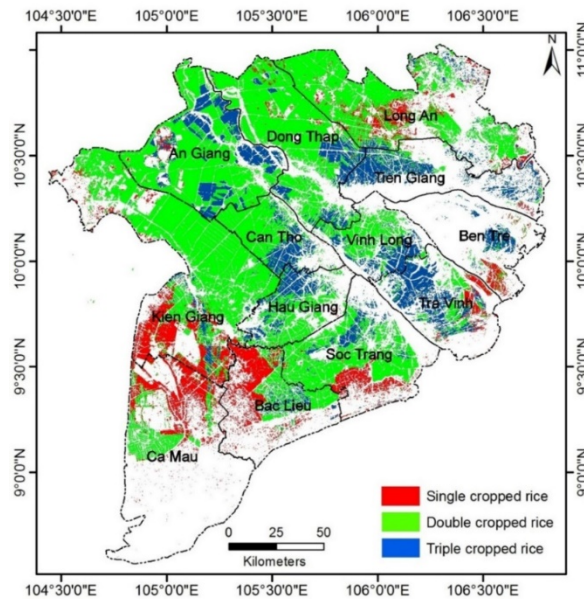 104°30'0"E 105°0'0"E 105°30'0"E 106°0'0"E 106°30'0"E
N
11°0'0"N 11°0'0"N
Long An
Dong Thap
An Giang
10°30'0"N 10°30'0"N
Tien Giang
Can Tho Vinh Long Ben Tre
10°0'0"N 10°0'0"N
Kien Giang Hau Giang Tra Vinh
Soc Trang
9°30'0"N 9°30'0"N
Bac Lieu
Ca Mau
9°0'0"N 9°0'0"N
Single cropped rice
0 25 50
Double cropped rice
Kilometers
Triple cropped rice
104°30'0"E 105°0'0"E 105°30'0"E 106°0'0"E 106°30'0"E